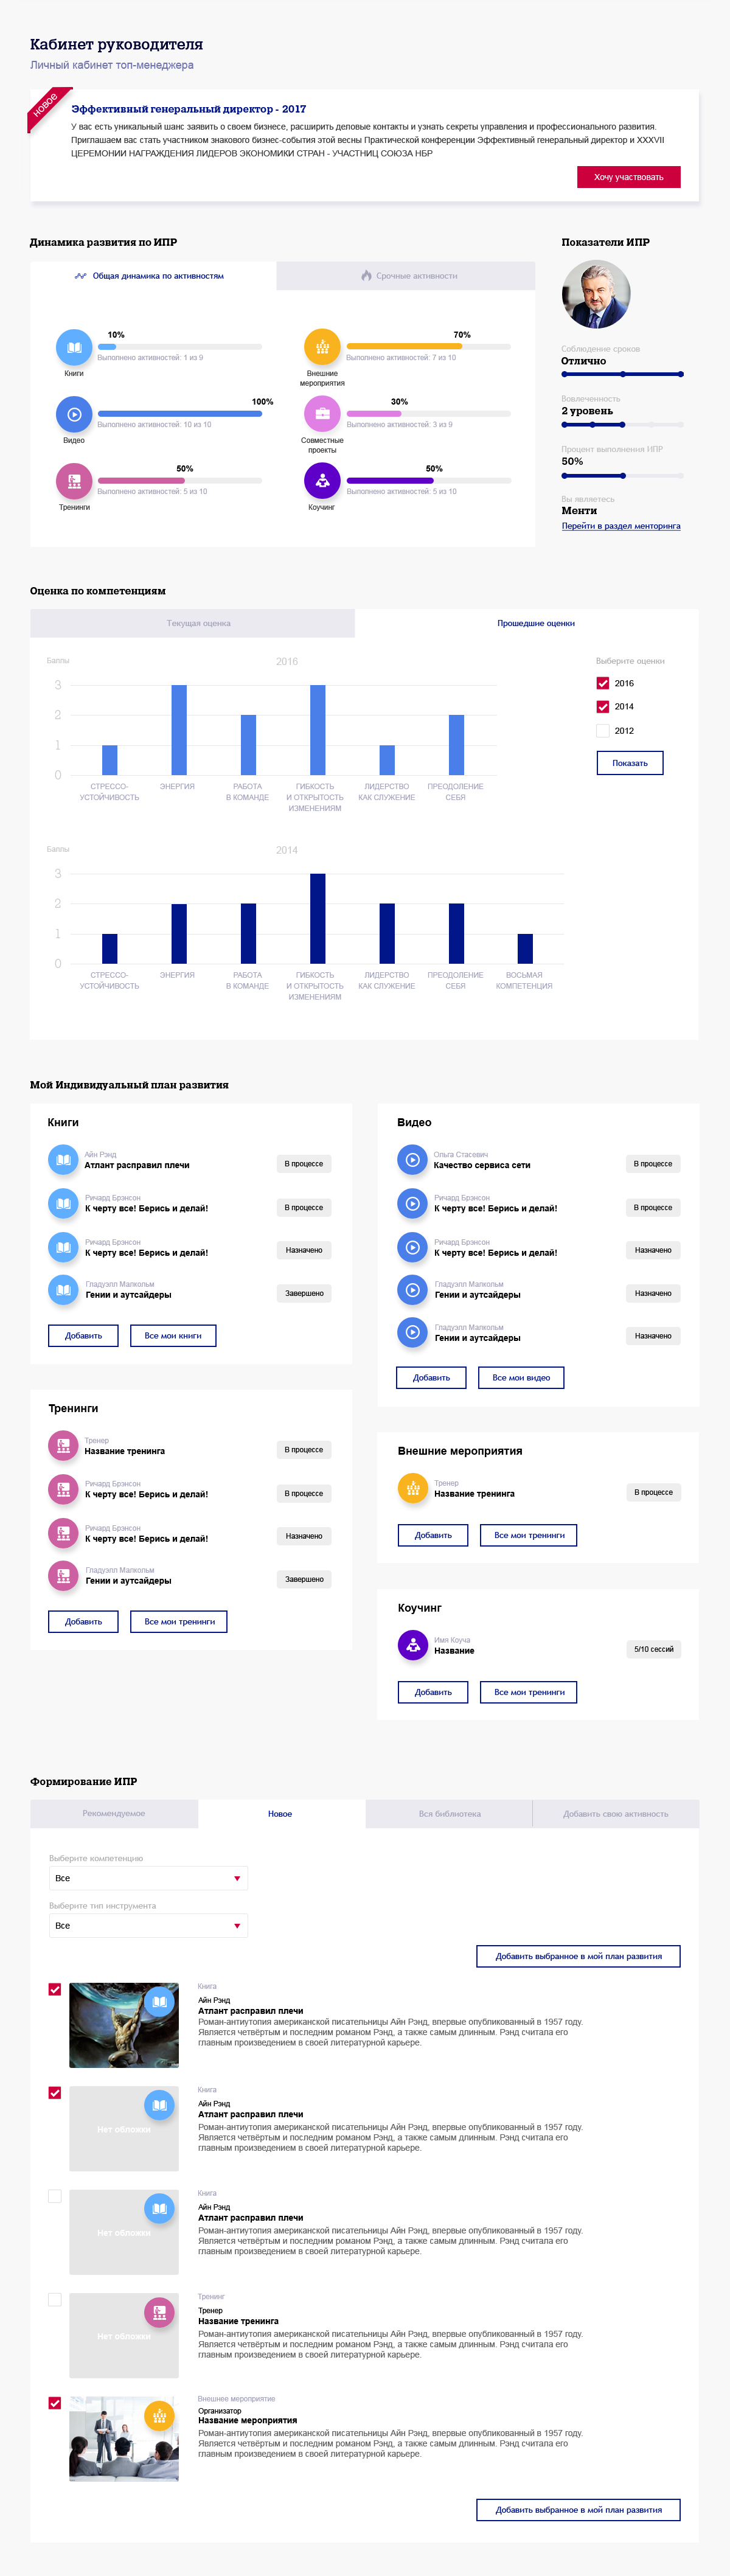 Кабинет руководителя
Личный кабинет топ-менеджера
НОВОЕ
Эффективный генеральный директор - 2017
У вас есть уникальный шанс заявить о своем бизнесе, расширить деловые контакты и узнать секреты управления и профессионального развития.
Приглашаем вас стать участником знакового бизнес-события этой весны Практической конференции Эффективный генеральный директор и XXXVII
ЦЕРЕМОНИИ НАГРАЖДЕНИЯ ЛИДЕРОВ ЭКОНОМИКИ СТРАН - УЧАСТНИЦ СОЮЗА НБР
Хочу участвовать
Динамика развития по ИПР
Общая динамика по активностям
Срочные активности
10%
Выполнено активностей: 1 из 9
Книги
70%
Выполнено активностей: 7 из 10
Внешние
мероприятия
100%
Выполнено активностей: 10 из 10
Видео
30%
Выполнено активностей: 3 из 9
Совместные
проекты
50%
Выполнено активностей: 5 из 10
Тренинги
50%
Выполнено активностей: 5 из 10
Коучинг
Показатели ИПР
Соблюдение сроков
Отлично
Вовлеченность
2 уровень
Процент выполнения ИПР
50%
Вы являетесь
Менти
Перейти в раздел менторинга
Оценка по компетенциям
Текущая оценка
Прошедшие оценки
Баллы
2016
3
2
1
0
СТРЕССО-
УСТОЙЧИВОСТЬ
ЭНЕРГИЯ
РАБОТА
В КОМАНДЕ
ГИБКОСТЬ
И ОТКРЫТОСТЬ
ИЗМЕНЕНИЯМ
ЛИДЕРСТВО
КАК СЛУЖЕНИЕ
ПРЕОДОЛЕНИЕ
СЕБЯ
Выберите оценки
2016
2014
2012
Показать
Баллы
2014
3
2
1
0
СТРЕССО-
УСТОЙЧИВОСТЬ
ЭНЕРГИЯ
РАБОТА
В КОМАНДЕ
ГИБКОСТЬ
И ОТКРЫТОСТЬ
ИЗМЕНЕНИЯМ
ЛИДЕРСТВО
КАК СЛУЖЕНИЕ
ПРЕОДОЛЕНИЕ
СЕБЯ
ВОСЬМАЯ
КОМПЕТЕНЦИЯ
Мой Индивидуальный план развития
Книги
Айн Рэнд
Атлант расправил плечи
В процессе
Ричард Брэнсон
К черту все! Берись и делай!
В процессе
Ричард Брэнсон
К черту все! Берись и делай!
Назначено
Гладуэлл Малкольм
Гении и аутсайдеры
Завершено
Добавить
Все мои книги
Тренинги
Тренер
Название тренинга
В процессе
Ричард Брэнсон
К черту все! Берись и делай!
В процессе
Ричард Брэнсон
К черту все! Берись и делай!
Назначено
Гладуэлл Малкольм
Гении и аутсайдеры
Завершено
Добавить
Все мои тренинги
Видео
Ольга Стасевич
Качество сервиса сети
В процессе
Ричард Брэнсон
К черту все! Берись и делай!
В процессе
Ричард Брэнсон
К черту все! Берись и делай!
Назначено
Гладуэлл Малкольм
Гении и аутсайдеры
Назначено
Гладуэлл Малкольм
Гении и аутсайдеры
Назначено
Добавить
Все мои видео
Внешние мероприятия
Тренер
Название тренинга
В процессе
Добавить
Все мои тренинги
Коучинг
Имя Коуча
Название
5/10 сессий
Добавить
Все мои тренинги
Формирование ИПР
Рекомендуемое
Новое
Вся библиотека
Добавить свою активность
Выберите компетенцию
Все
Выберите тип инструмента
Все
Добавить выбранное в мой план развития
Книга
Айн Рэнд
Атлант расправил плечи
Роман-антиутопия американской писательницы Айн Рэнд, впервые опубликованный в 1957 году.
Является четвёртым и последним романом Рэнд, а также самым длинным. Рэнд считала его
главным произведением в своей литературной карьере.
Нет обложки
Книга
Айн Рэнд
Атлант расправил плечи
Роман-антиутопия американской писательницы Айн Рэнд, впервые опубликованный в 1957 году.
Является четвёртым и последним романом Рэнд, а также самым длинным. Рэнд считала его
главным произведением в своей литературной карьере.
Нет обложки
Книга
Айн Рэнд
Атлант расправил плечи
Роман-антиутопия американской писательницы Айн Рэнд, впервые опубликованный в 1957 году.
Является четвёртым и последним романом Рэнд, а также самым длинным. Рэнд считала его
главным произведением в своей литературной карьере.
Нет обложки
Тренинг
Тренер
Название тренинга
Роман-антиутопия американской писательницы Айн Рэнд, впервые опубликованный в 1957 году.
Является четвёртым и последним романом Рэнд, а также самым длинным. Рэнд считала его
главным произведением в своей литературной карьере.
Внешнее мероприятие
Организатор
Название мероприятия
Роман-антиутопия американской писательницы Айн Рэнд, впервые опубликованный в 1957 году.
Является четвёртым и последним романом Рэнд, а также самым длинным. Рэнд считала его
главным произведением в своей литературной карьере.
Добавить выбранное в мой план развития